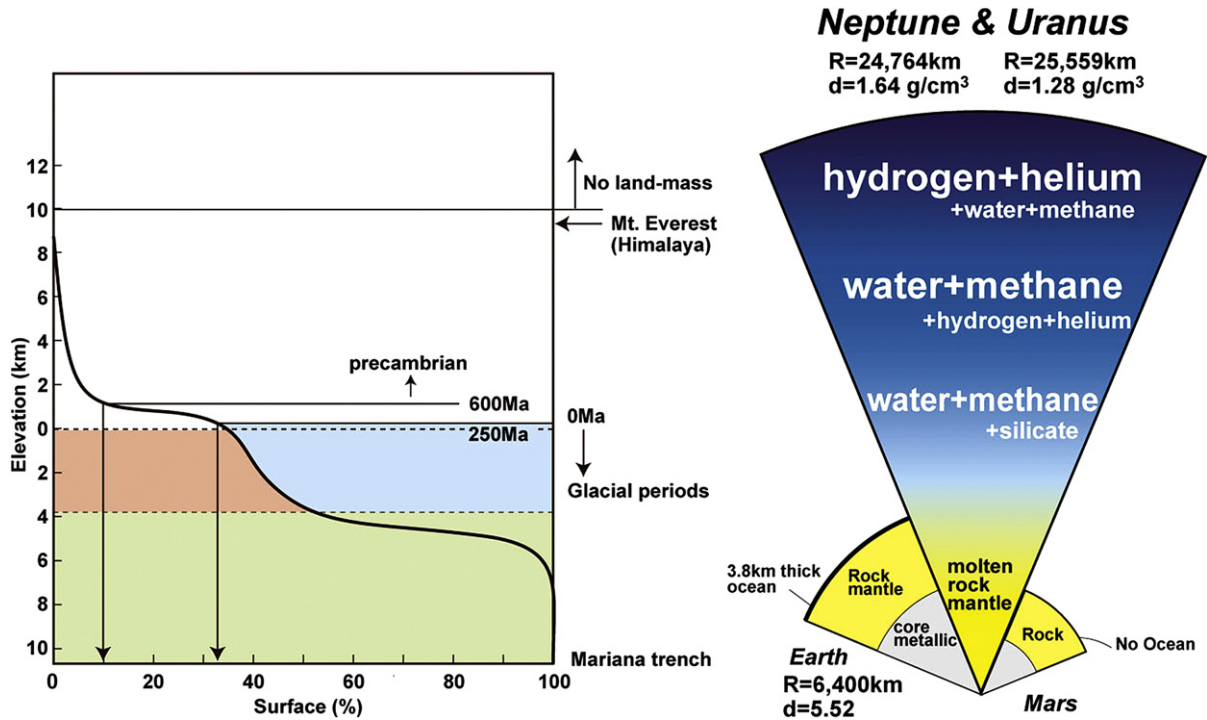 12
10
8
6
4
2
0
2
4
6
8
10
Elevation (km)
0
20
40
60
80
100
Surface (%)
No land-mass
Mt. Everest
(Himalaya)
precambrian
600Ma
0Ma
250Ma
Glacial periods
Mariana trench
Neptune & Uranus
R=24,764km
d=1.64 g/cm³
R=25,559km
d=1.28 g/cm³
hydrogen+helium
+water+methane
water+methane
+hydrogen+helium
water+methane
+silicate
molten
rock
mantle
3.8km thick
ocean
Rock
mantle
core
metallic
Rock
No Ocean
Earth
R=6,400km
d=5.52
Mars